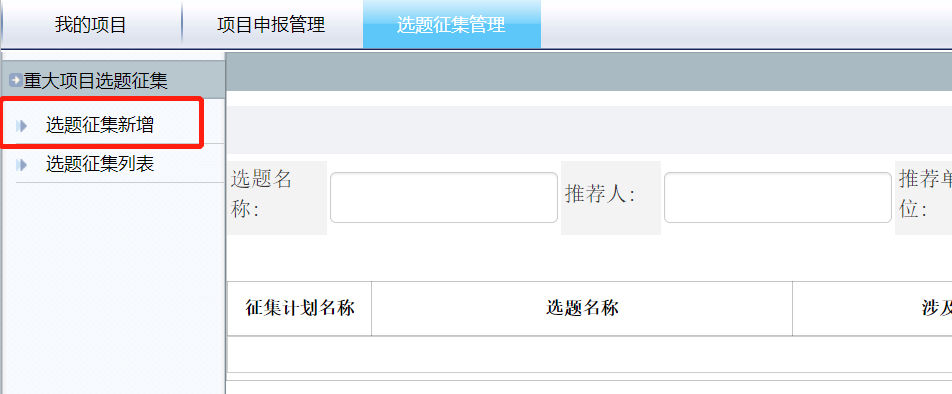 我的项目 项目申报管理 选题征集管理
重大项目选题征集
选题征集新增
选题征集列表
选题名
称:
推荐人:
推荐单
位:
征集计划名称 选题名称 涉及